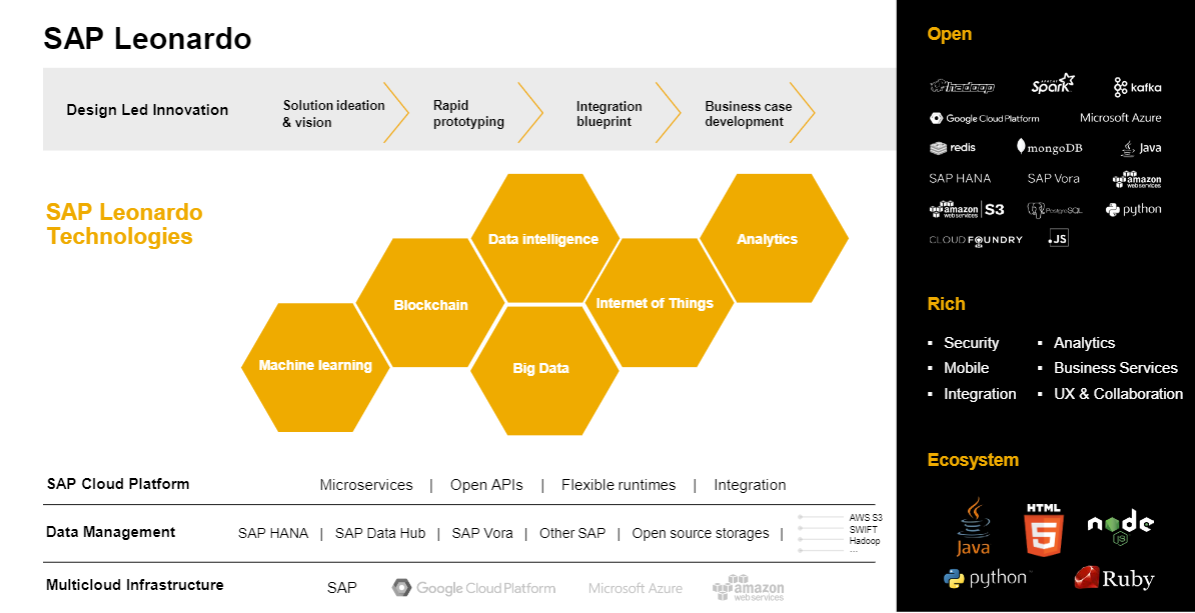 SAP Leonardo
Design Led Innovation
Solution ideation
& vision
Rapid
prototyping
Integration
blueprint
Business case
development
SAP Leonardo
Technologies
Machine learning
Blockchain
Data intelligence
Big Data
Internet of Things
Analytics
SAP Cloud Platform
Microservices | Open APIs | Flexible runtimes | Integration
Data Management
SAP HANA | SAP Data Hub | SAP Vora | Other SAP | Open source storages |
AWS S3
SWIFT
Hadoop
...
Multicloud Infrastructure
SAP Google Cloud Platform Microsoft Azure amazon
web services
Open
hadoop APACHE Spark kafka
Google Cloud Platform Microsoft Azure
redis mongoDB Java
SAP HANA SAP Vora amazon
web services
amazon
web services S3 PostgreSQL python
CLOUD FOUNDRY .JS
Rich
▪ Security ▪ Analytics
▪ Mobile ▪ Business Services
▪ Integration ▪ UX & Collaboration
Ecosystem
Java HTML
5 node
JS
python Ruby